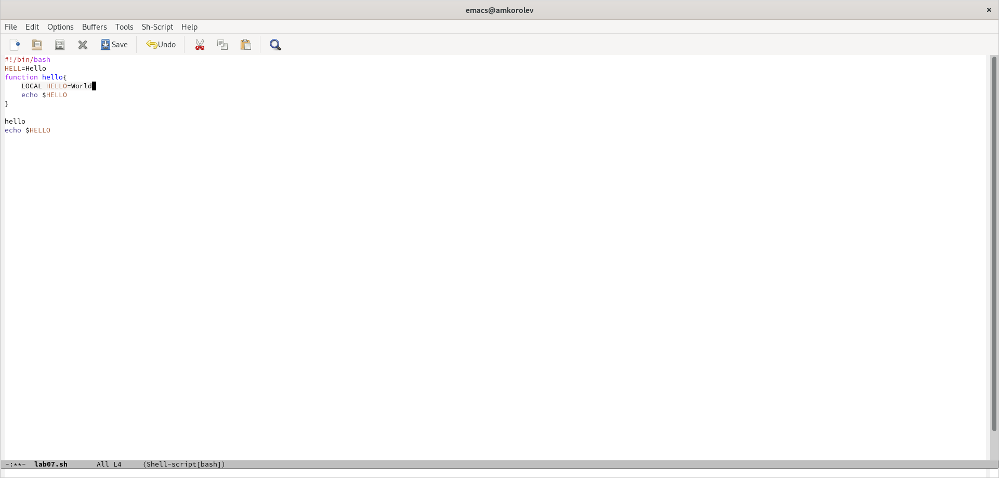 emacs@amkorolev
File Edit Options Buffers Tools Sh-Script Help
Save Undo
#!/bin/bash
HELL=Hello
function hello{
    LOCAL HELLO=World
    echo $HELLO
}
hello
echo $HELLO
-:**-  lab07.sh       All L4     (Shell-script[bash])